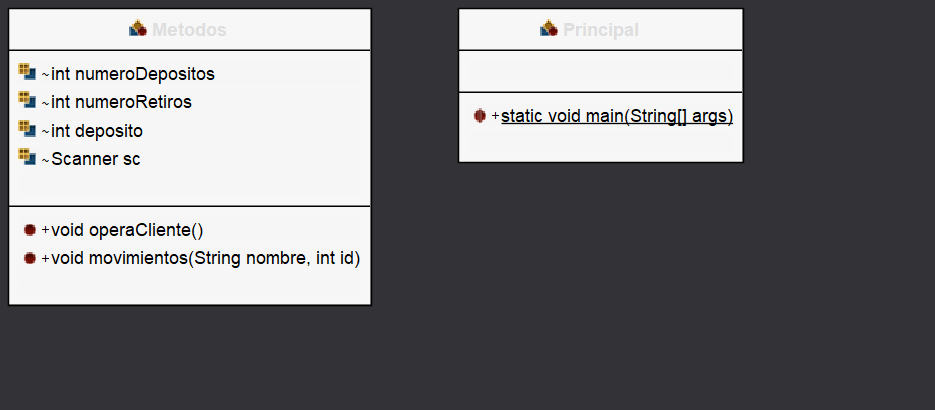 Metodos
~int numeroDepositos
~int numeroRetiros
~int deposito
~Scanner sc
+void operaCliente()
+void movimientos(String nombre, int id)
Principal
+static void main(String[] args)